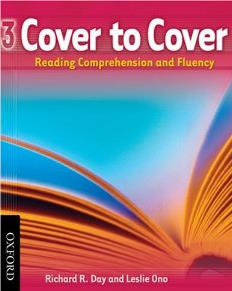 3 Cover to Cover
Reading Comprehension and Fluency
OXFORD
Richard R. Day and Leslie Ono